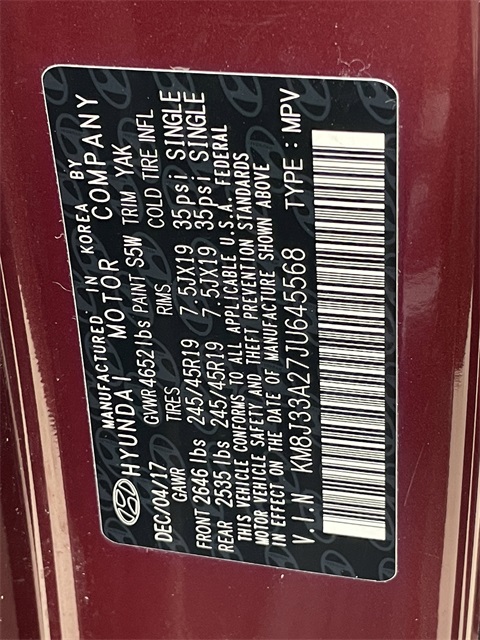 MANUFACTURED IN KOREA BY
HYUNDAI MOTOR COMPANY
DEC/04/17 GVWR 4652 lbs PAINT S5W TRIM YAK
GAWR TIRES RIMS COLD TIRE INFL
FRONT 2646 lbs 245/45R19 7.5JX19 35psi SINGLE
REAR 2535 lbs 245/45R19 7.5JX19 35psi SINGLE
THIS VEHICLE CONFORMS TO ALL APPLICABLE U.S.A. FEDERAL
MOTOR VEHICLE SAFETY AND THEFT PREVENTION STANDARDS
IN EFFECT ON THE DATE OF MANUFACTURE SHOWN ABOVE
V.I.N KM8J33A27JU645568 TYPE : MPV